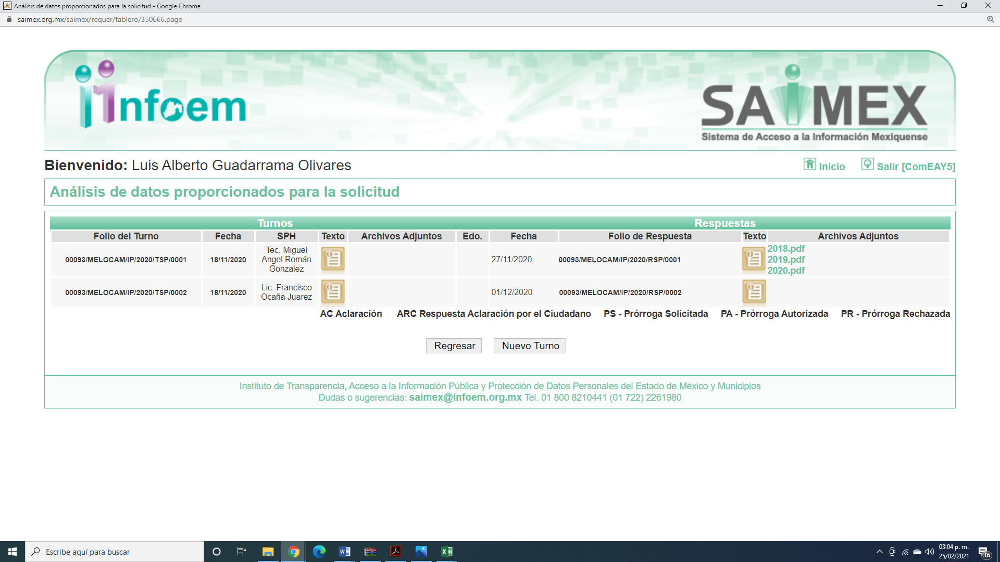 Análisis de datos proporcionados para la solicitud - Google Chrome
saimex.org.mx/saimex/requer/tablero/350666.page
infoem
SAIMEX
Sistema de Acceso a la Información Mexiquense
Bienvenido: Luis Alberto Guadarrama Olivares
Inicio Salir [ComEAY5]
Análisis de datos proporcionados para la solicitud
Turnos Respuestas
Folio del Turno Fecha SPH Texto Archivos Adjuntos Edo. Fecha Folio de Respuesta Texto Archivos Adjuntos
00093/MELOCAM/IP/2020/TSP/0001 18/11/2020 Tec. Miguel
Angel Román
Gonzalez
27/11/2020 00093/MELOCAM/IP/2020/RSP/0001
2018.pdf
2019.pdf
2020.pdf
00093/MELOCAM/IP/2020/TSP/0002 18/11/2020 Lic. Francisco
Ocaña Juarez
01/12/2020 00093/MELOCAM/IP/2020/RSP/0002
AC Aclaración ARC Respuesta Aclaración por el Ciudadano PS - Prórroga Solicitada PA - Prórroga Autorizada PR - Prórroga Rechazada
Regresar Nuevo Turno
Instituto de Transparencia, Acceso a la Información Pública y Protección de Datos Personales del Estado de México y Municipios
Dudas o sugerencias: saimex@infoem.org.mx Tel. 01 800 8210441 (01 722) 2261980
Escribe aquí para buscar
03:04 p. m.
25/02/2021
36